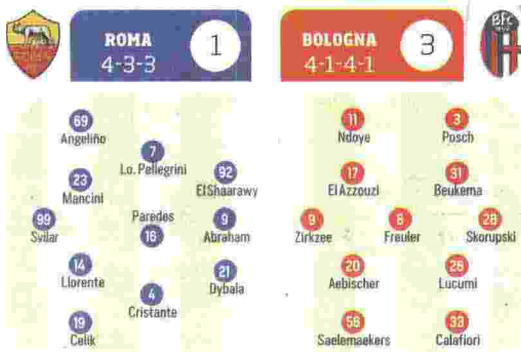 ROMA
4-3-3
1
BOLOGNA
4-1-4-1
3
BFC
69
Angeliño
7
Lo. Pellegrini
23
Mancini
92
El Shaarawy
99
Svilar
Paredes
16
9
Abraham
14
Llorente
4
Cristante
21
Dybala
19
Celik
11
Ndoye
3
Posch
17
El Azzouzi
31
Beukema
9
Zirkzee
8
Freuler
28
Skorupski
20
Aebischer
26
Lucumi
56
Saelemaekers
33
Calafiori